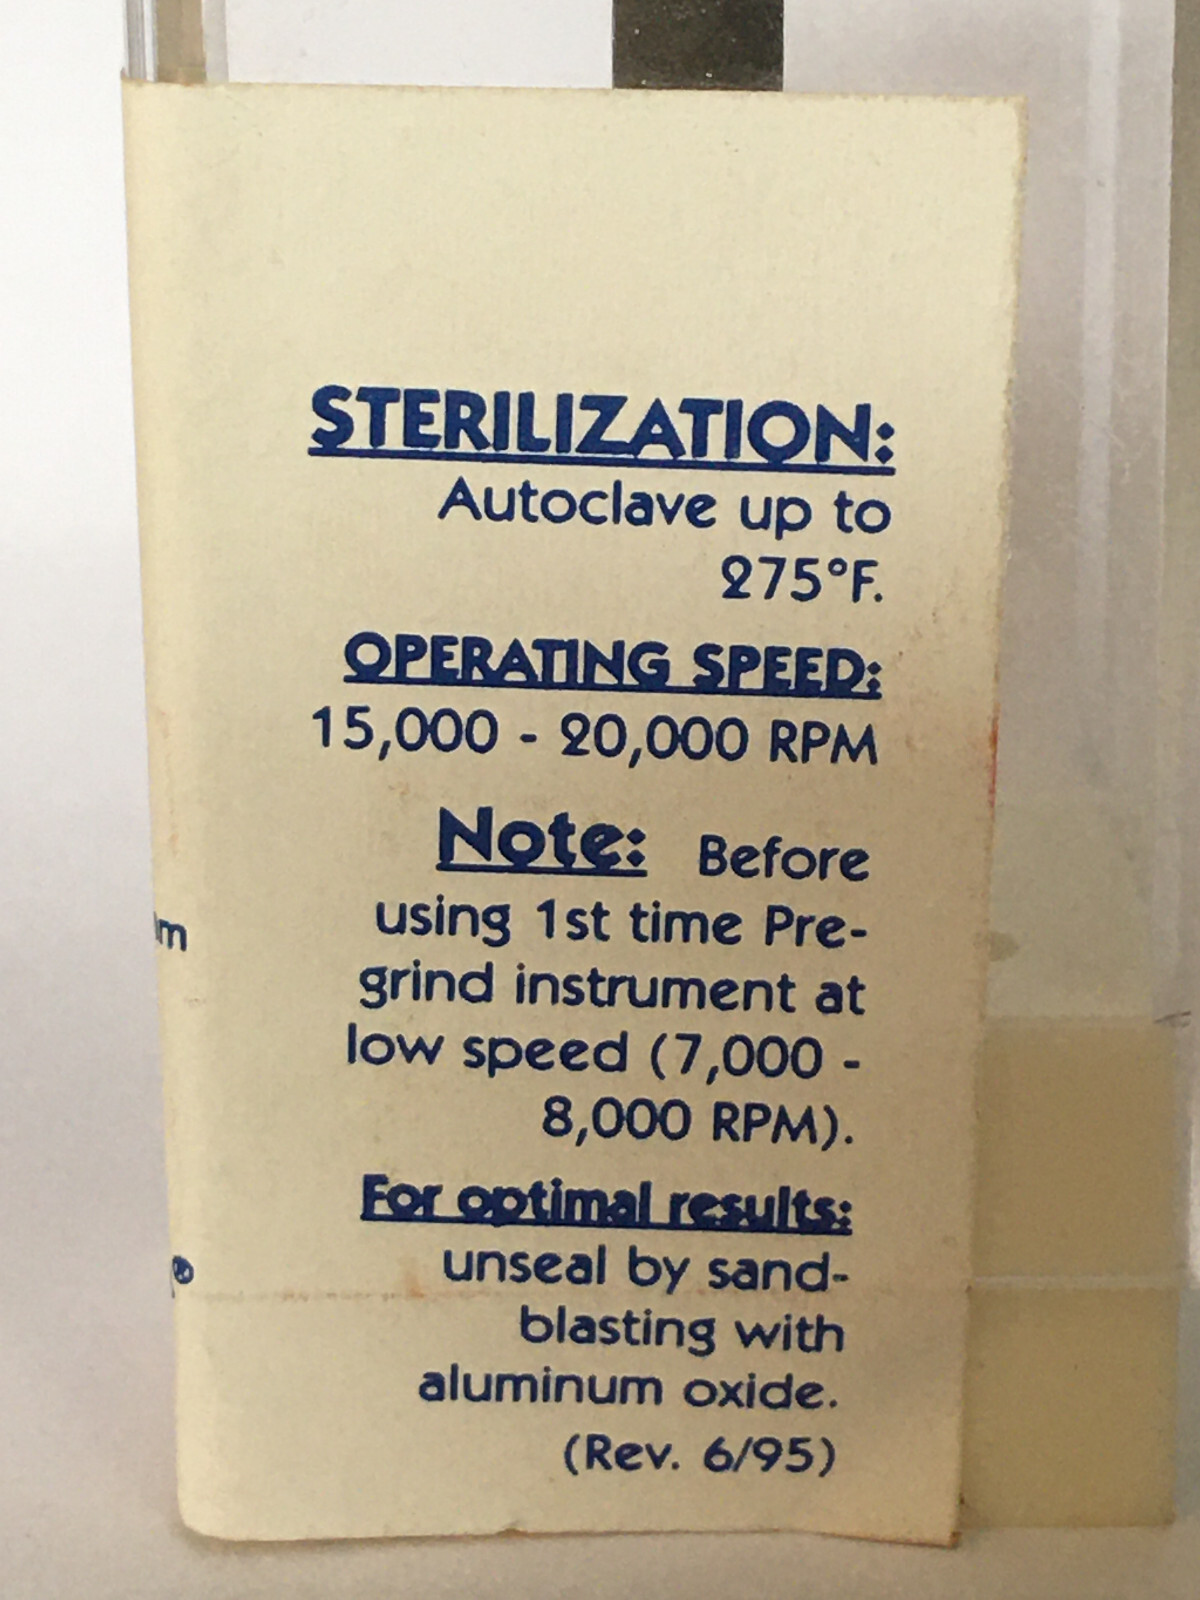 STERILIZATION:
Autoclave up to
275°F.
OPERATING SPEED:
15,000 - 20,000 RPM
Note: Before
using 1st time Pre-
grind instrument at
low speed (7,000 -
8,000 RPM).
For optimal results:
unseal by sand-
blasting with
aluminum oxide.
(Rev. 6/95)